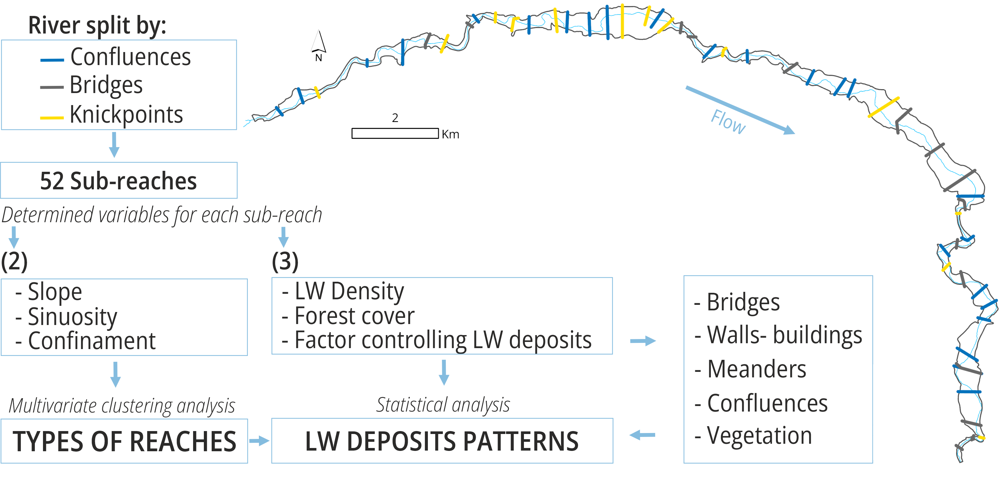 River split by:
Confluences
Bridges
Knickpoints
N
2
Km
Flow
52 Sub-reaches
Determined variables for each sub-reach
(2)
- Slope
- Sinuosity
- Confinament
Multivariate clustering analysis
TYPES OF REACHES
(3)
- LW Density
- Forest cover
- Factor controlling LW deposits
Statistical analysis
LW DEPOSITS PATTERNS
- Bridges
- Walls- buildings
- Meanders
- Confluences
- Vegetation